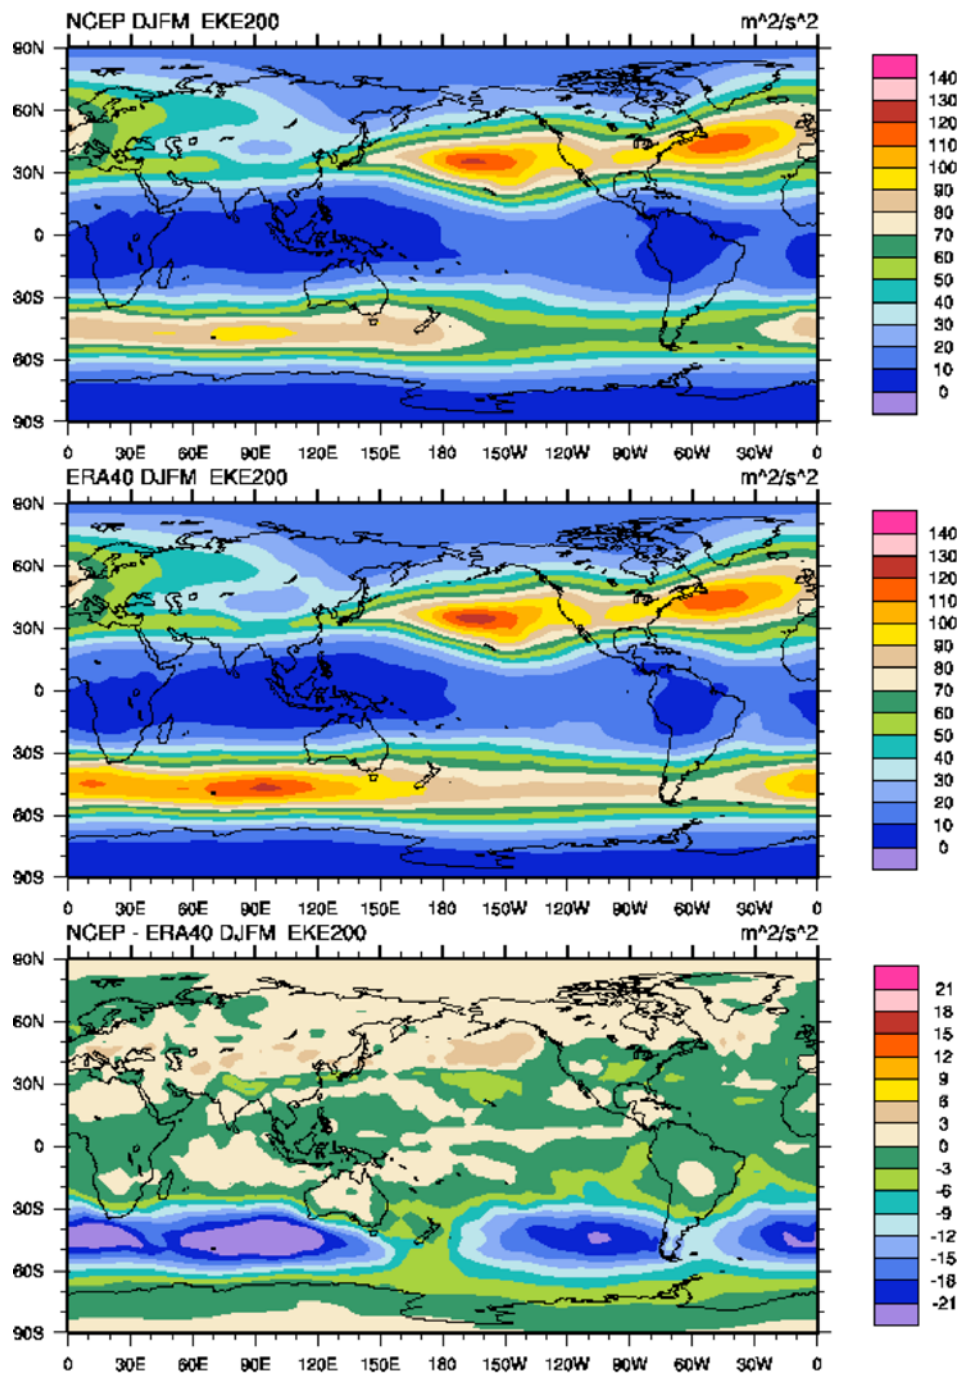 NCEP DJFM EKE200 m^2/s^2
90N
60N
30N
0
30S
60S
90S
0 30E 60E 90E 120E 150E 180 150W 120W 90W 60W 30W 0
140
130
120
110
100
90
80
70
60
50
40
30
20
10
0
ERA40 DJFM EKE200 m^2/s^2
90N
60N
30N
0
30S
60S
90S
0 30E 60E 90E 120E 150E 180 150W 120W 90W 60W 30W 0
140
130
120
110
100
90
80
70
60
50
40
30
20
10
0
NCEP - ERA40 DJFM EKE200 m^2/s^2
90N
60N
30N
0
30S
60S
90S
0 30E 60E 90E 120E 150E 180 150W 120W 90W 60W 30W 0
21
18
15
12
9
6
3
0
-3
-6
-9
-12
-15
-18
-21